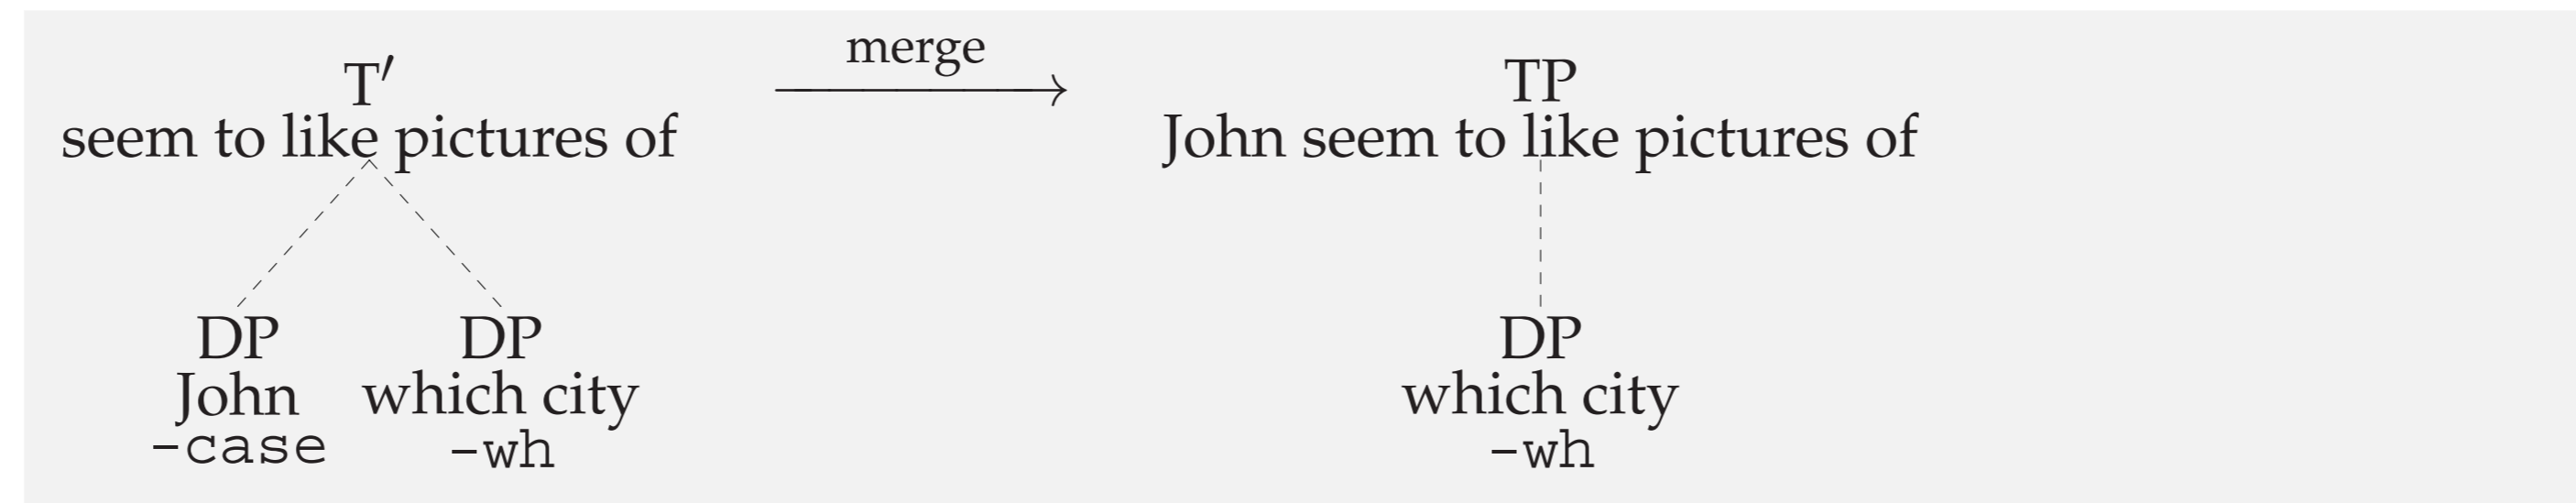 merge
T′
seem to like pictures of
DP DP
John which city
-case -wh
TP
John seem to like pictures of
DP
which city
-wh